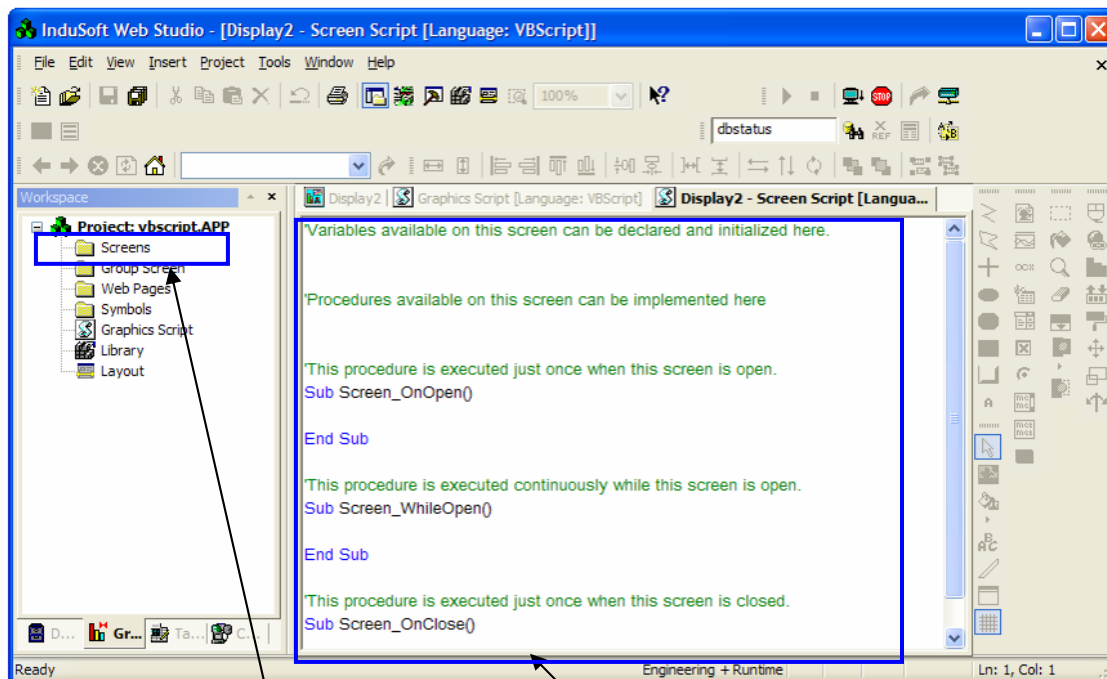 InduSoft Web Studio - [Display2 - Screen Script [Language: VBScript]]
File Edit View Insert Project Tools Window Help
100%
STOP
dbstatus
REF
Workspace
Display2
Graphics Script [Language: VBScript]
Display2 - Screen Script [Langua...
Project: vbscript.APP
Screens
Group Screen
Web Pages
Symbols
Graphics Script
Library
Layout
'Variables available on this screen can be declared and initialized here.
'Procedures available on this screen can be implemented here
'This procedure is executed just once when this screen is open.
Sub Screen_OnOpen()
End Sub
'This procedure is executed continuously while this screen is open.
Sub Screen_WhileOpen()
End Sub
'This procedure is executed just once when this screen is closed.
Sub Screen_OnClose()
D... Gr... Ta... C...
Ready
Engineering + Runtime
Ln: 1, Col: 1